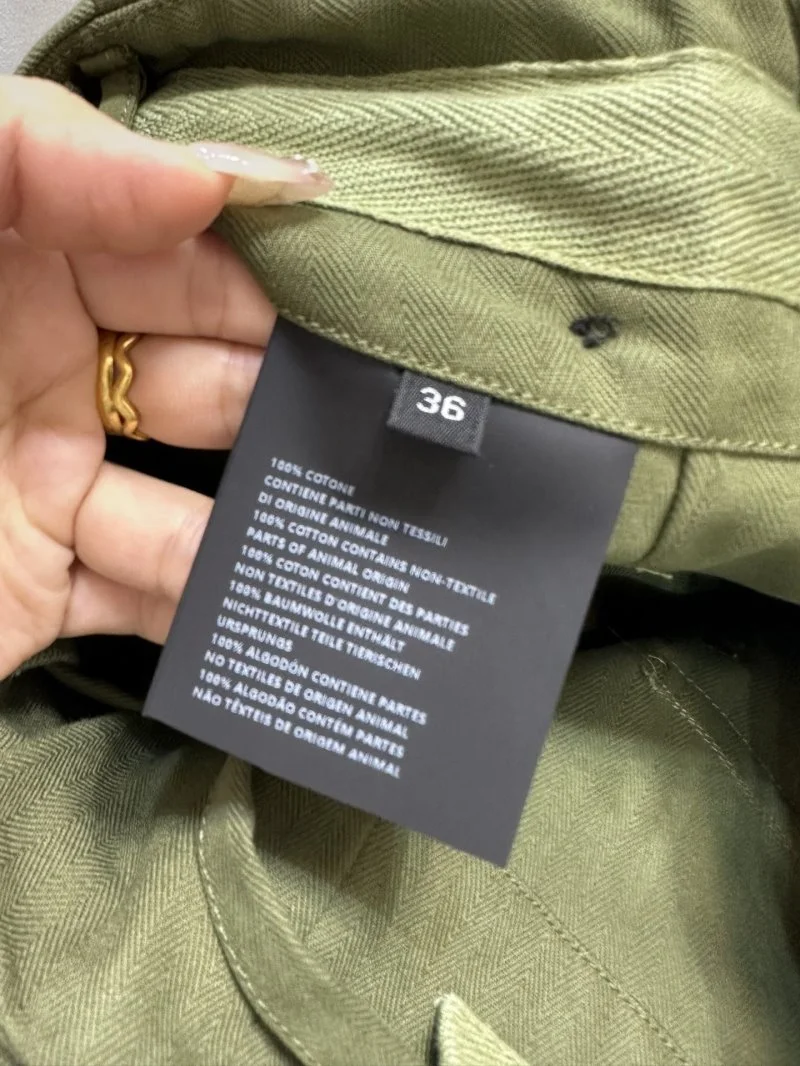 36
100% COTONE
CONTIENE PARTI NON TESSILI
DI ORIGINE ANIMALE
100% COTTON CONTAINS NON-TEXTILE
PARTS OF ANIMAL ORIGIN
100% COTON CONTIENT DES PARTIES
NON TEXTILES D'ORIGINE ANIMALE
100% BAUMWOLLE ENTHÄLT
NICHTTEXTILE TEILE TIERISCHEN
URSPRUNGS
100% ALGODÓN CONTIENE PARTES
NO TEXTILES DE ORIGEN ANIMAL
100% ALGODÃO CONTÉM PARTES
NÃO TÊXTEIS DE ORIGEM ANIMAL